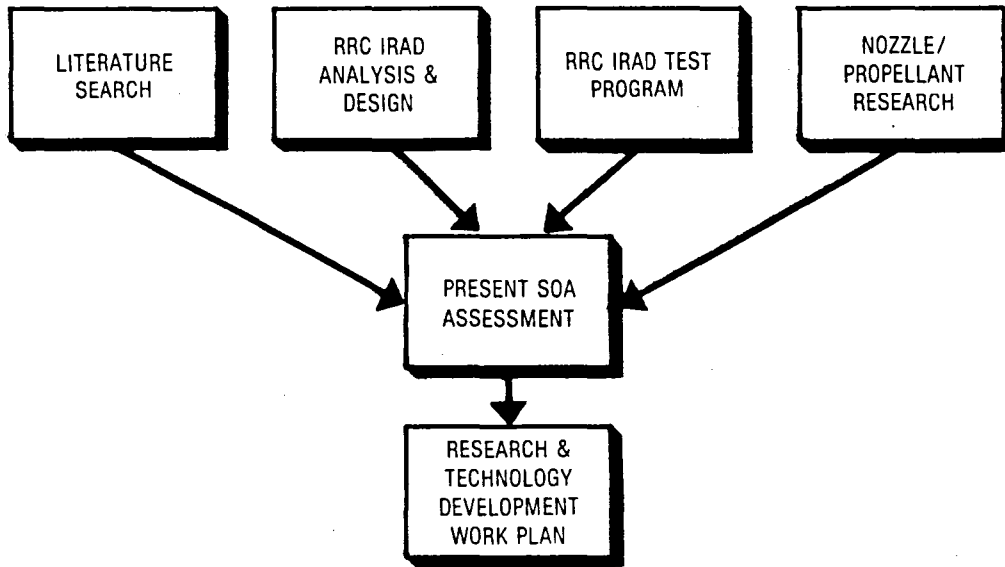 LITERATURE
SEARCH
RRC IRAD
ANALYSIS &
DESIGN
RRC IRAD TEST
PROGRAM
NOZZLE/
PROPELLANT
RESEARCH
PRESENT SOA
ASSESSMENT
RESEARCH &
TECHNOLOGY
DEVELOPMENT
WORK PLAN